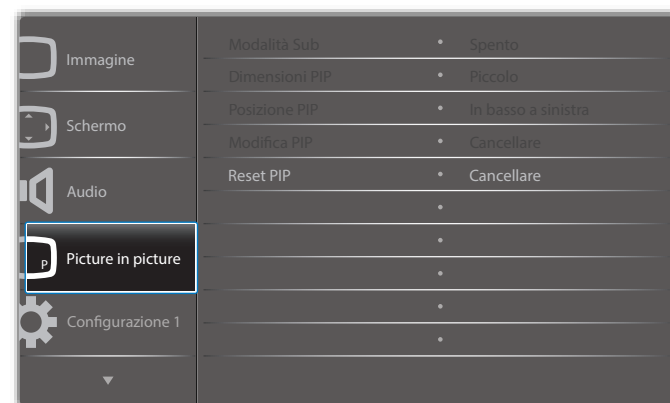 Immagine
Schermo
Audio
P
Picture in picture
Configurazione 1
Modalità Sub • Spento
Dimensioni PIP • Piccolo
Posizione PIP • In basso a sinistra
Modifica PIP • Cancellare
Reset PIP • Cancellare
•
•
•
•
•